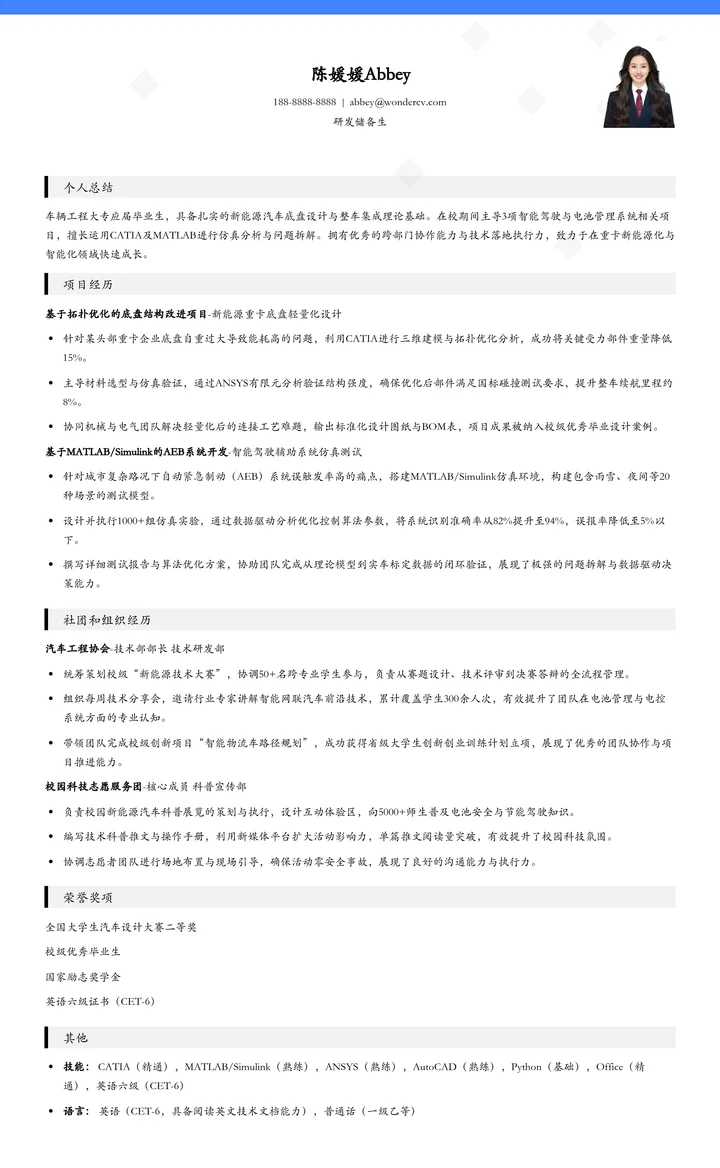 陈媛媛Abbey
188-8888-8888 | abbey@wondercv.com
研发储备生
个人总结
车辆工程大专应届毕业生，具备扎实的新能源汽车底盘设计与整车集成理论基础。在校期间主导3项智能驾驶与电池管理系统相关项
目，擅长运用CATIA及MATLAB进行仿真分析与问题拆解。拥有优秀的跨部门协作能力与技术落地执行力，致力于在重卡新能源化与
智能化领域快速成长。
项目经历
基于拓扑优化的底盘结构改进项目-新能源重卡底盘轻量化设计
• 针对某头部重卡企业底盘自重过大导致能耗高的问题，利用CATIA进行三维建模与拓扑优化分析，成功将关键受力部件重量降低
15%。
• 主导材料选型与仿真验证，通过ANSYS有限元分析验证结构强度，确保优化后部件满足国标碰撞测试要求，提升整车续航里程约
8%。
• 协同机械与电气团队解决轻量化后的连接工艺难题，输出标准化设计图纸与BOM表，项目成果被纳入校级优秀毕业设计案例。
基于MATLAB/Simulink的AEB系统开发-智能驾驶辅助系统仿真测试
• 针对城市复杂路况下自动紧急制动（AEB）系统误触发率高的痛点，搭建MATLAB/Simulink仿真环境，构建包含雨雪、夜间等20
种场景的测试模型。
• 设计并执行1000+组仿真实验，通过数据驱动分析优化控制算法参数，将系统识别准确率从82%提升至94%，误报率降低至5%以
下。
• 撰写详细测试报告与算法优化方案，协助团队完成从理论模型到实车标定数据的闭环验证，展现了极强的问题拆解与数据驱动决
策能力。
社团和组织经历
汽车工程协会-技术部部长 技术研发部
• 统筹策划校级“新能源技术大赛”，协调50+名跨专业学生参与，负责从赛题设计、技术评审到决赛答辩的全流程管理。
• 组织每周技术分享会，邀请行业专家讲解智能网联汽车前沿技术，累计覆盖学生300余人次，有效提升了团队在电池管理与电控
系统方面的专业认知。
• 带领团队完成校级创新项目“智能物流车路径规划”，成功获得省级大学生创新创业训练计划立项，展现了优秀的团队协作与项
目推进能力。
校园科技志愿服务团-核心成员 科普宣传部
• 负责校园新能源汽车科普展览的策划与执行，设计互动体验区，向5000+师生普及电池安全与节能驾驶知识。
• 编写技术科普推文与操作手册，利用新媒体平台扩大活动影响力，单篇推文阅读量突破，有效提升了校园科技氛围。
• 协调志愿者团队进行场地布置与现场引导，确保活动零安全事故，展现了良好的沟通能力与执行力。
荣誉奖项
全国大学生汽车设计大赛二等奖
校级优秀毕业生
国家励志奖学金
英语六级证书（CET-6）
其他
• 技能： CATIA（精通）, MATLAB/Simulink（熟练）, ANSYS（熟练）, AutoCAD（熟练）, Python（基础）, Office（精
通）, 英语六级（CET-6）
• 语言： 英语（CET-6，具备阅读英文技术文档能力）, 普通话（一级乙等）